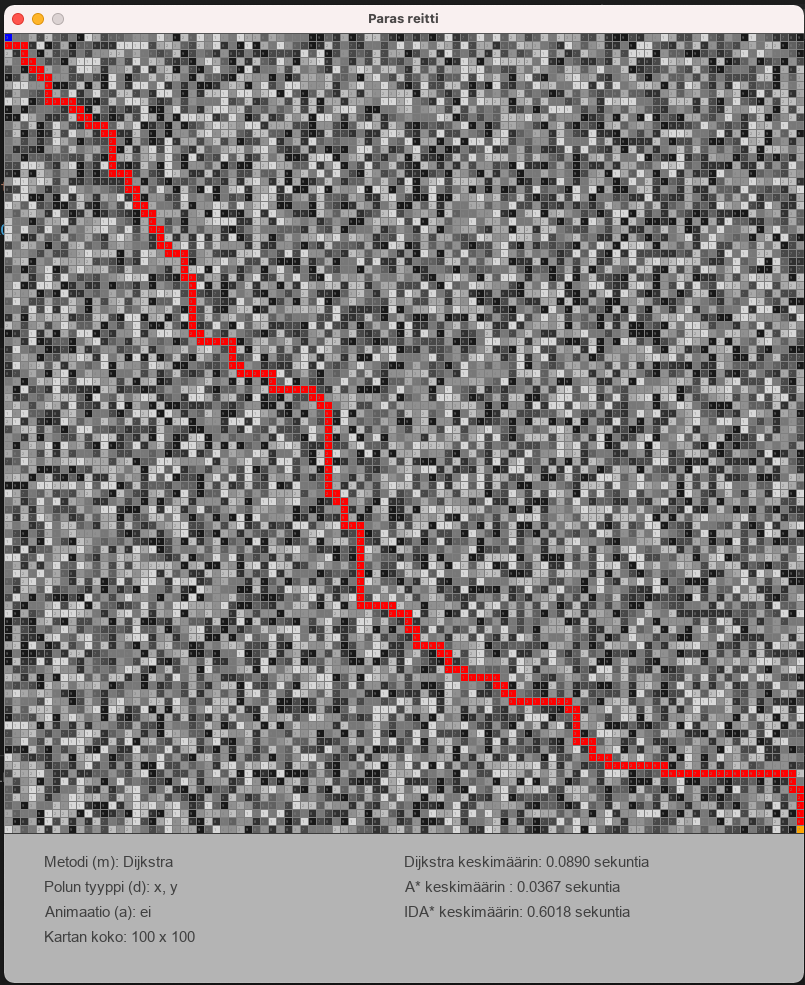 Paras reitti
Metodi (m): Dijkstra
Polun tyyppi (d): x, y
Animaatio (a): ei
Kartan koko: 100 x 100
Dijkstra keskimäärin: 0.0890 sekuntia
A* keskimäärin : 0.0367 sekuntia
IDA* keskimäärin: 0.6018 sekuntia